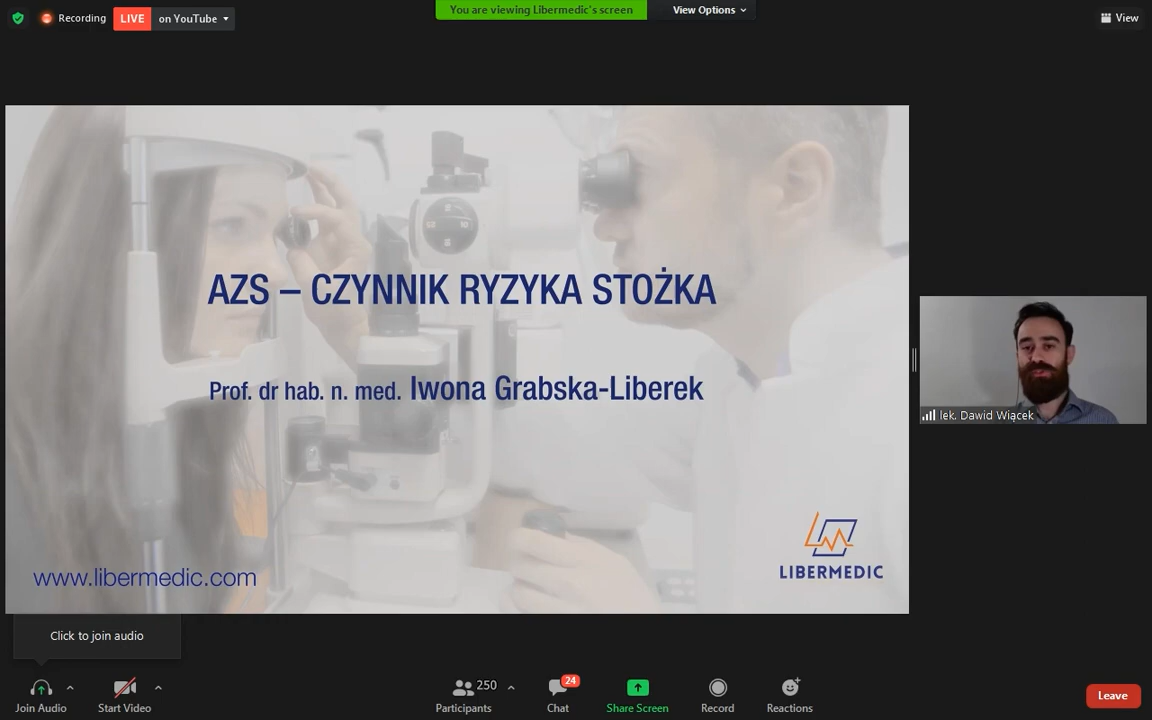 Recording
LIVE
on YouTube
You are viewing Libermedic's screen
View Options
View
AZS – CZYNNIK RYZYKA STOŻKA
Prof. dr hab. n. med. Iwona Grabska-Liberek
lek. Dawid Wiącek
www.libermedic.com
LIBERMEDIC
Click to join audio
Join Audio
Start Video
250
Participants
24
Chat
Share Screen
Record
Reactions
Leave